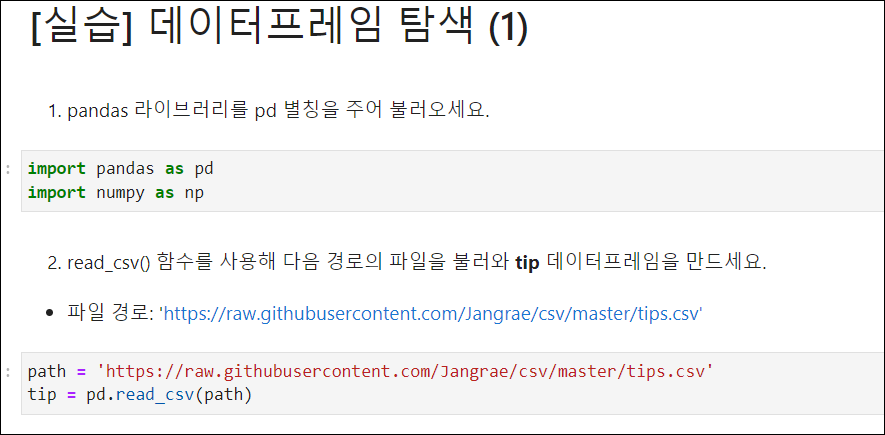 [실습] 데이터프레임 탐색 (1)
1. pandas 라이브러리를 pd 별칭을 주어 불러오세요.
: import pandas as pd
import numpy as np
2. read_csv() 함수를 사용해 다음 경로의 파일을 불러와 tip 데이터프레임을 만드세요.
• 파일 경로: 'https://raw.githubusercontent.com/Jangrae/csv/master/tips.csv'
: path = 'https://raw.githubusercontent.com/Jangrae/csv/master/tips.csv'
tip = pd.read_csv(path)